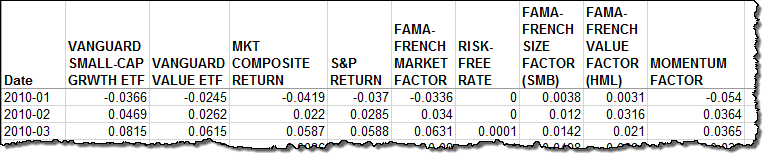 Date VANGUARD SMALL-CAP GRWTH ETF VANGUARD VALUE ETF MKT COMPOSITE RETURN S&P RETURN FAMA-FRENCH MARKET FACTOR RISK-FREE RATE FAMA-FRENCH SIZE FACTOR (SMB) FAMA-FRENCH VALUE FACTOR (HML) MOMENTUM FACTOR
2010-01 -0.0366 -0.0245 -0.0419 -0.037 -0.0336 0 0.0038 0.0031 -0.054
2010-02 0.0469 0.0262 0.022 0.0285 0.034 0 0.012 0.0316 0.0364
2010-03 0.0815 0.0615 0.0587 0.0588 0.0631 0.0001 0.0142 0.021 0.0365